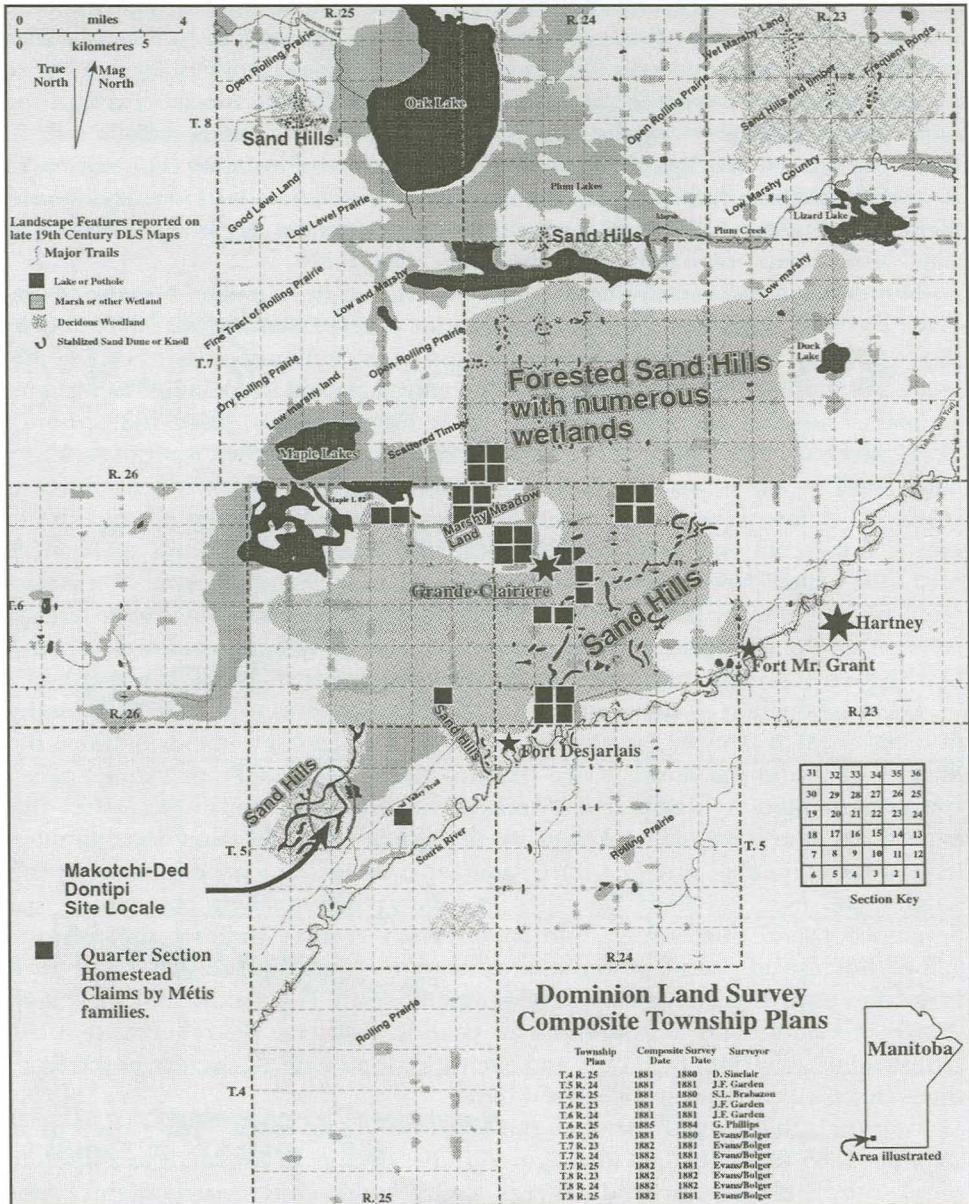 0 miles 4
0 kilometres 5
True North
Mag North
R. 25
R. 24
R. 23
Open Rolling Prairie
Oak Lake
Wet Marshy Land
Open Rolling Prairie
Sand Hills and timber
Frequent Ponds
T. 8
Sand Hills
Good Level Land
Low Level Prairie
Plum Lakes
Low Marshy Country
Lizard Lake
Marsh
Plum Creek
Sand Hills
Landscape Features reported on
late 19th Century DLS Maps
Major Trails
Lake or Pothole
Marsh or other Wetland
Decidous Woodland
Stablized Sand Dune or Knoll
Fine Tract of Rolling Prairie
Low and Marshy
Low marshy
Open Rolling Prairie
T.7
Dry Rolling Prairie
Low marshy land
Duck Lake
Forested Sand Hills
with numerous
wetlands
Scattered Timber
Maple Lakes
R. 26
Maple L #2
Marshy Meadow
Land
Grande-Clairiere
T.6
Sand Hills
Hartney
Fort Mr. Grant
R. 26
R. 23
Sand Hills
Fort Desjarlais
Sand Hills
Souris River
T. 5
Rolling Prairie
T. 5
31 32 33 34 35 36
30 29 28 27 26 25
19 20 21 22 23 24
18 17 16 15 14 13
7 8 9 10 11 12
6 5 4 3 2 1
Section Key
Makotchi-Ded
Dontipi
Site Locale
Quarter Section
Homestead
Claims by Métis
families.
R.24
Rolling Prairie
T.4
R. 25
Dominion Land Survey
Composite Township Plans
Township Plan Composite Date Survey Date Surveyor
T.4 R. 25 1881 1880 D. Sinclair
T.5 R. 24 1881 1881 J.F. Garden
T.5 R. 25 1881 1880 S.L. Brabazon
T.6 R. 23 1881 1881 J.F. Garden
T.6 R. 24 1881 1881 J.F. Garden
T.6 R. 25 1885 1884 G. Phillips
T.6 R. 26 1881 1880 Evans/Bolger
T.7 R. 23 1882 1881 Evans/Bolger
T.7 R. 24 1882 1881 Evans/Bolger
T.7 R. 25 1882 1881 Evans/Bolger
T.8 R. 23 1882 1882 Evans/Bolger
T.8 R. 24 1882 1882 Evans/Bolger
T.8 R. 25 1882 1881 Evans/Bolger
Manitoba
Area illustrated